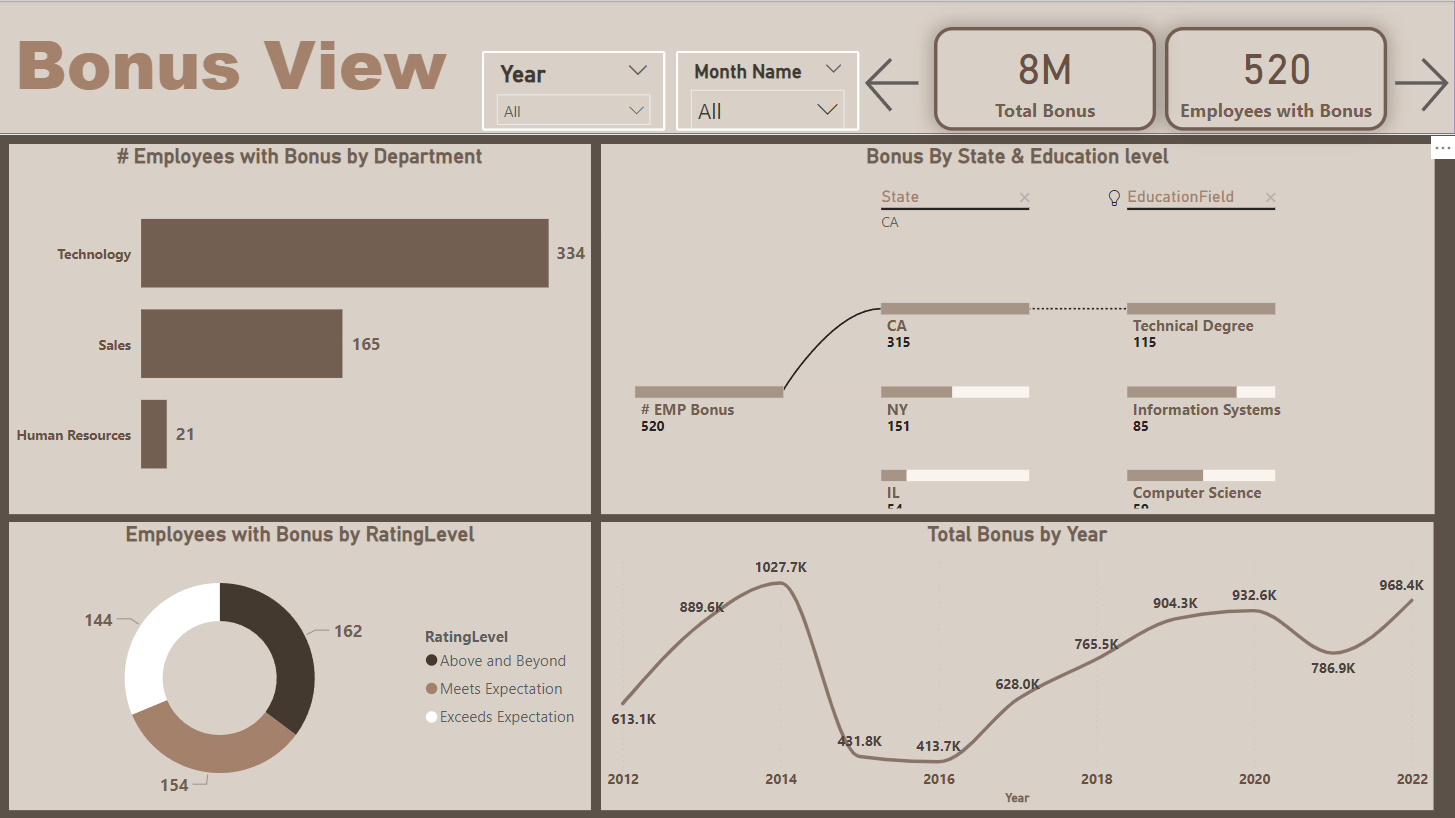 Bonus View
Year
All
Month Name
All
8M
Total Bonus
520
Employees with Bonus
...
# Employees with Bonus by Department
Technology
334
Sales
165
Human Resources
21
Bonus By State & Education level
State
EducationField
CA
# EMP Bonus
520
CA
315
NY
151
IL
Technical Degree
115
Information Systems
85
Computer Science
Employees with Bonus by RatingLevel
144
162
154
RatingLevel
Above and Beyond
Meets Expectation
Exceeds Expectation
Total Bonus by Year
613.1K
889.6K
1027.7K
431.8K
413.7K
628.0K
765.5K
904.3K
932.6K
786.9K
968.4K
2012
2014
2016
2018
2020
2022
Year